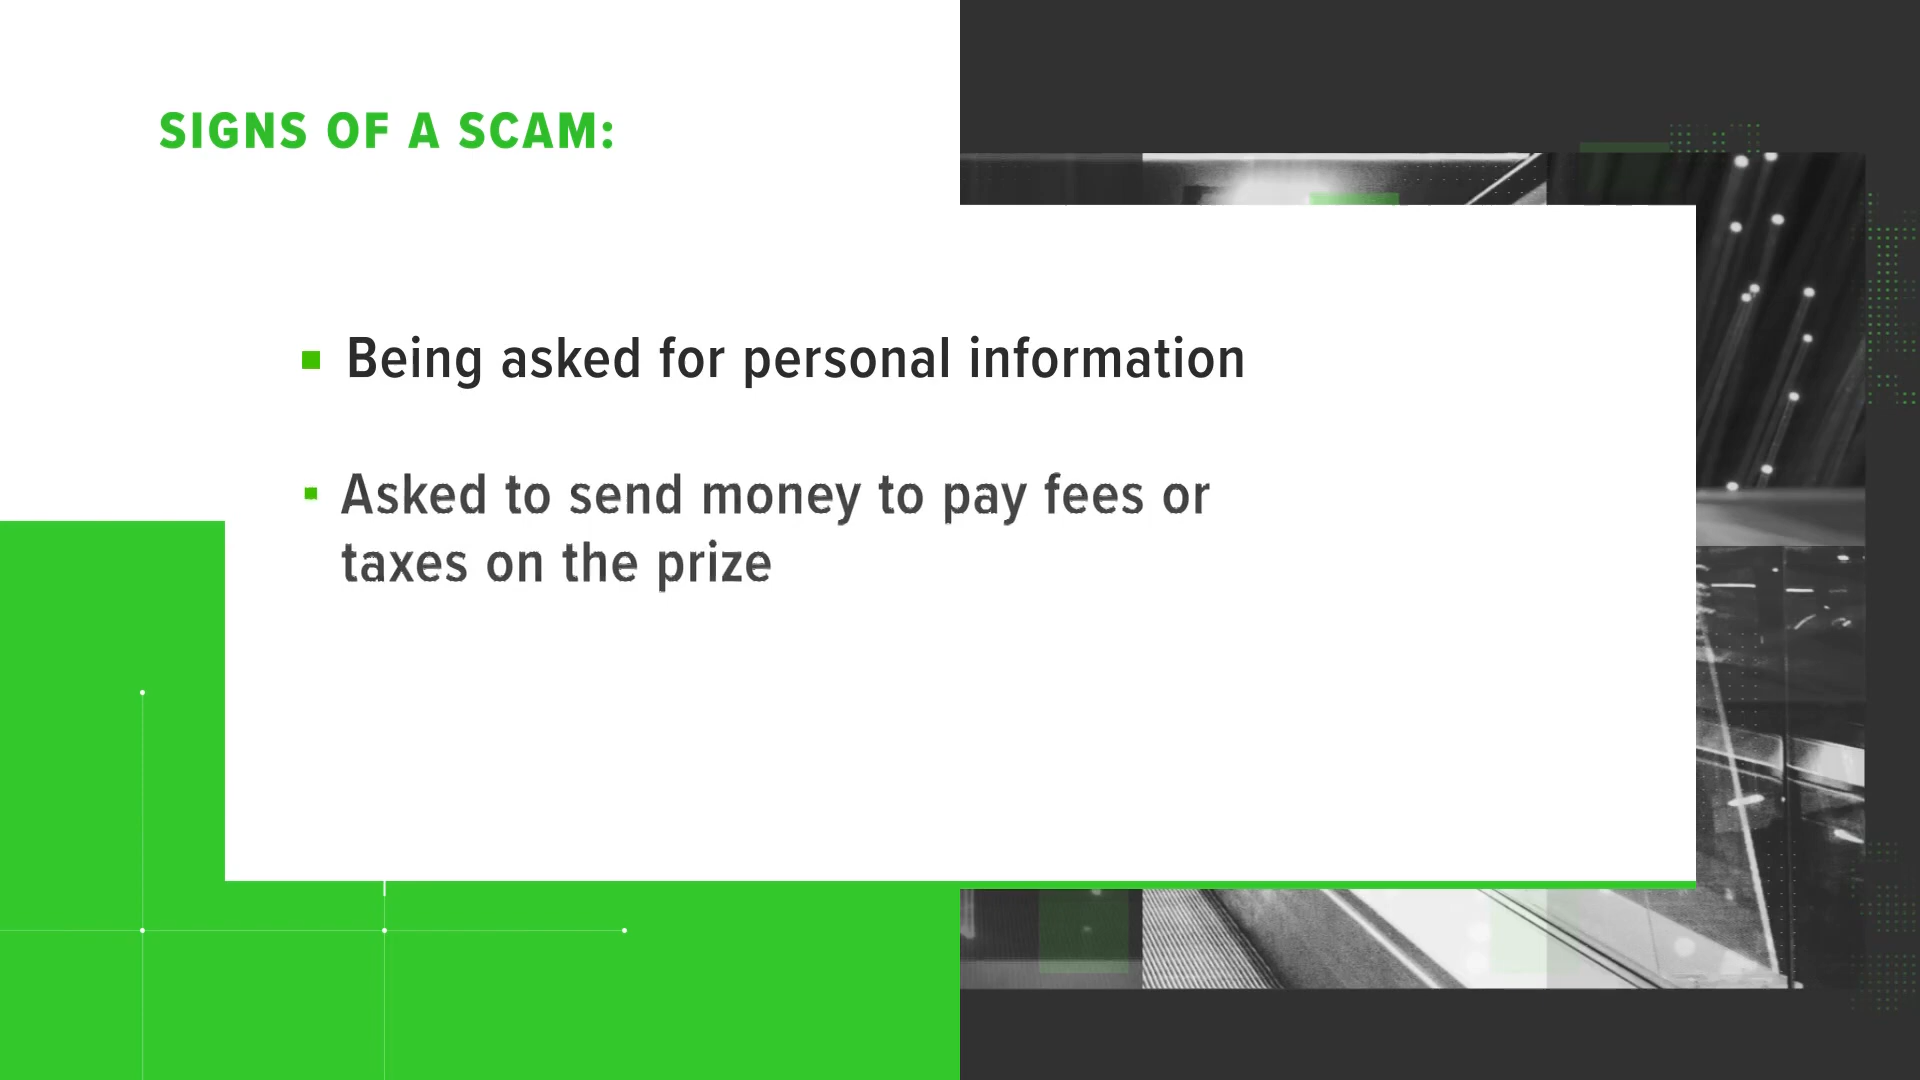 SIGNS OF A SCAM:
Being asked for personal information
Asked to send money to pay fees or
taxes on the prize